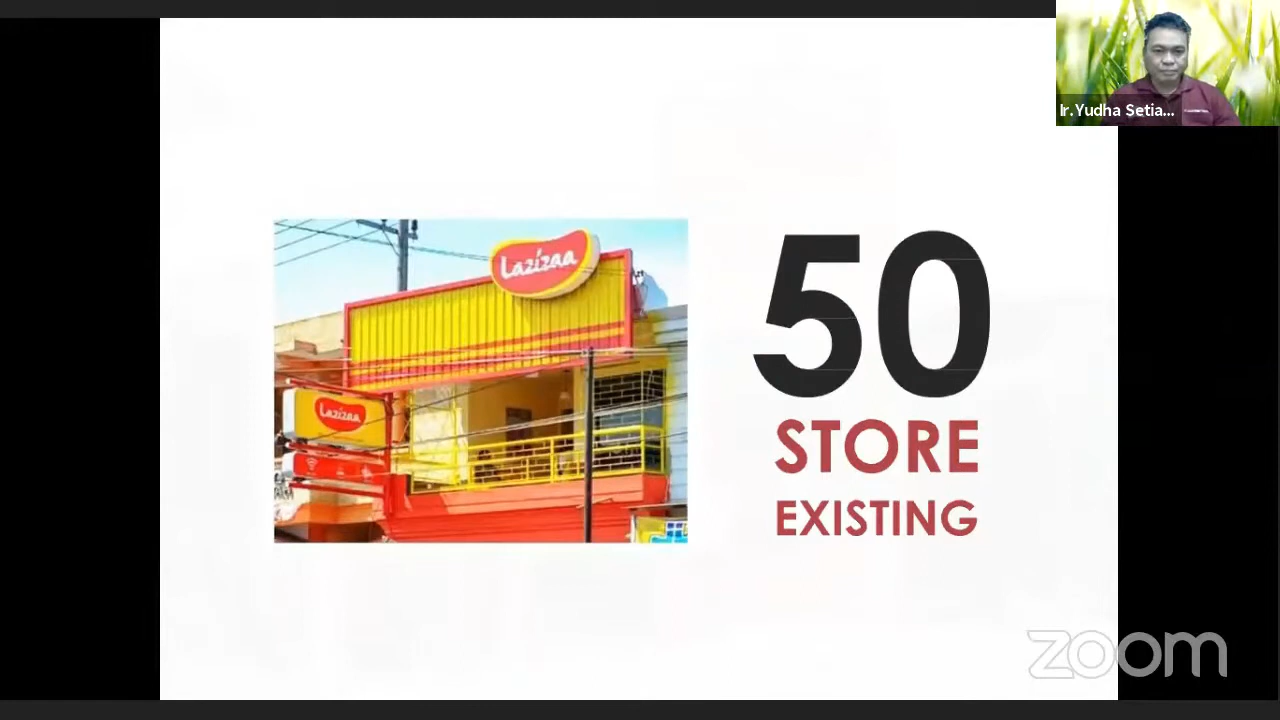 Ir.Yudha Setia...
Lazizaa
Lazizaa
50
STORE
EXISTING
zoom